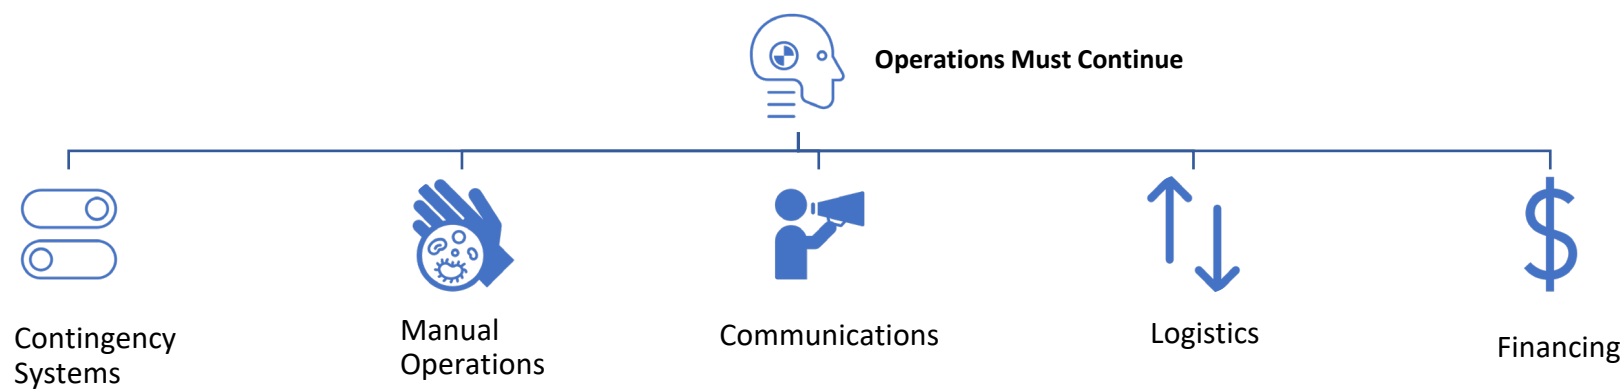 Operations Must Continue
Contingency
Systems
Manual
Operations
Communications
Logistics
Financing